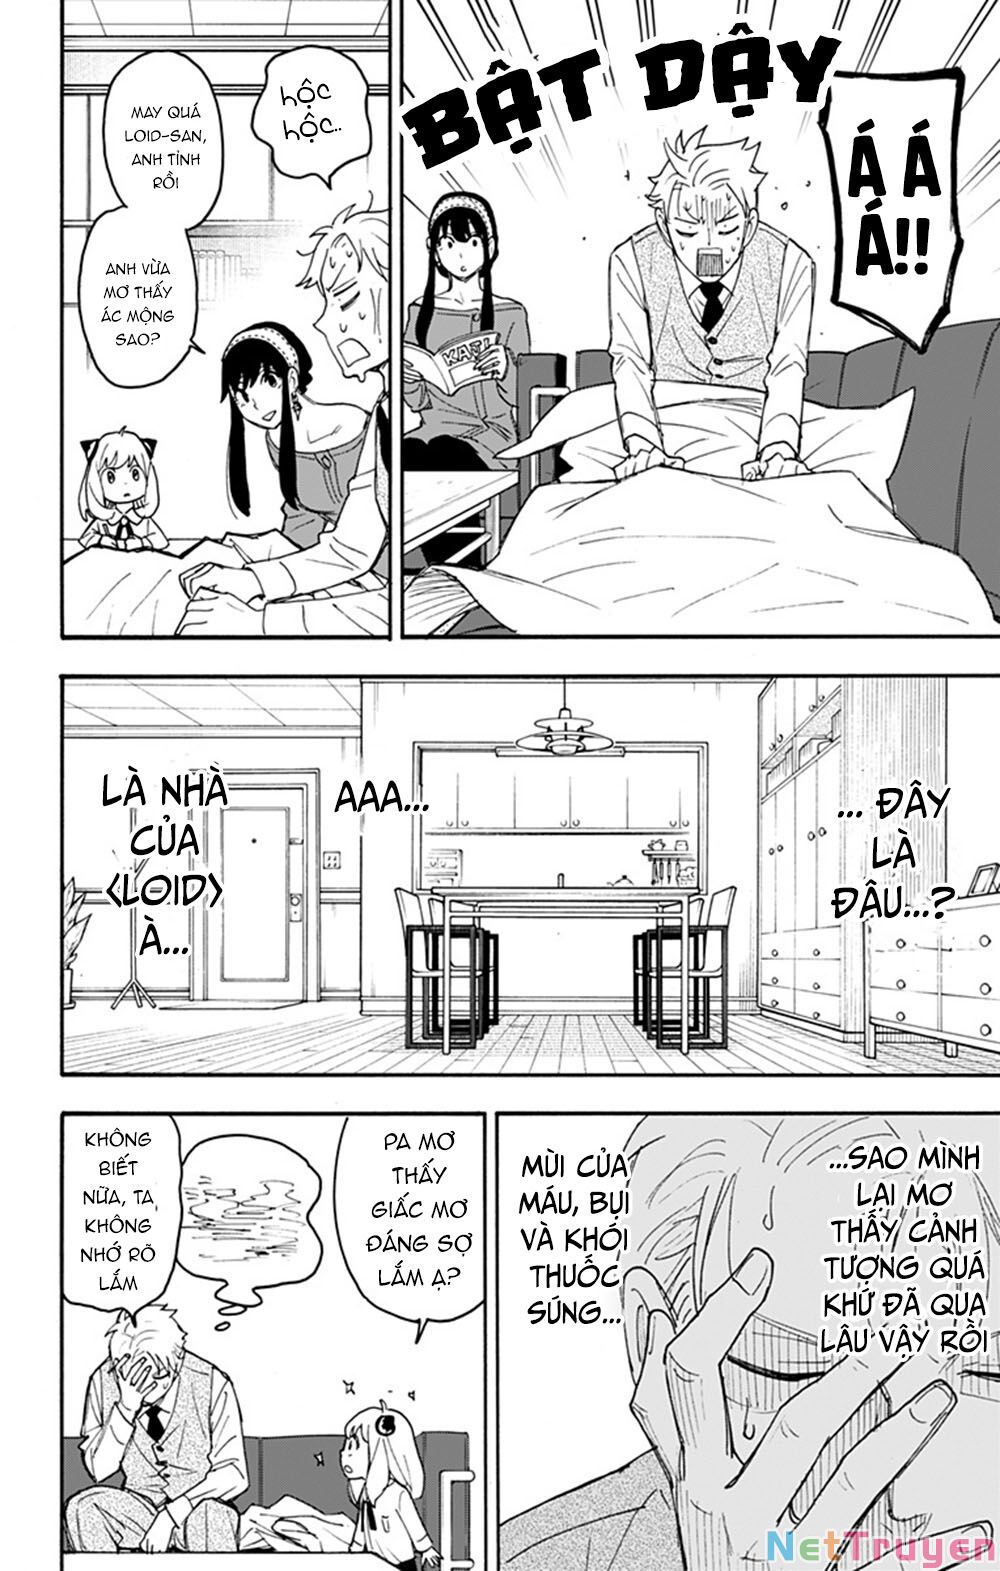 Á Á
Á!!
BẬT DẬY
KATI
HỘC
HỘC..
MAY QUÁ
LOID-SAN,
ANH TỈNH
RỒI
ANH VỪA
MƠ THẤY
ÁC MỘNG
SAO?
... ĐÂY
LÀ
ĐÂU...?
AAA...
LÀ NHÀ
CỦA
<LOID>
À...
...SAO MÌNH
LẠI MƠ
THẤY CẢNH
TƯỢNG QUÁ
KHỨ ĐÃ QUA
LÂU VẬY RỒI
MÙI CỦA
MÁU, BỤI
VÀ KHÓI
THUỐC
SÚNG...
PA MƠ
THẤY
GIẤC MƠ
ĐÁNG SỢ
LẮM Ạ?
KHÔNG
BIẾT
NỮA, TA
KHÔNG
NHỚ RÕ
LẮM
NetTruyen